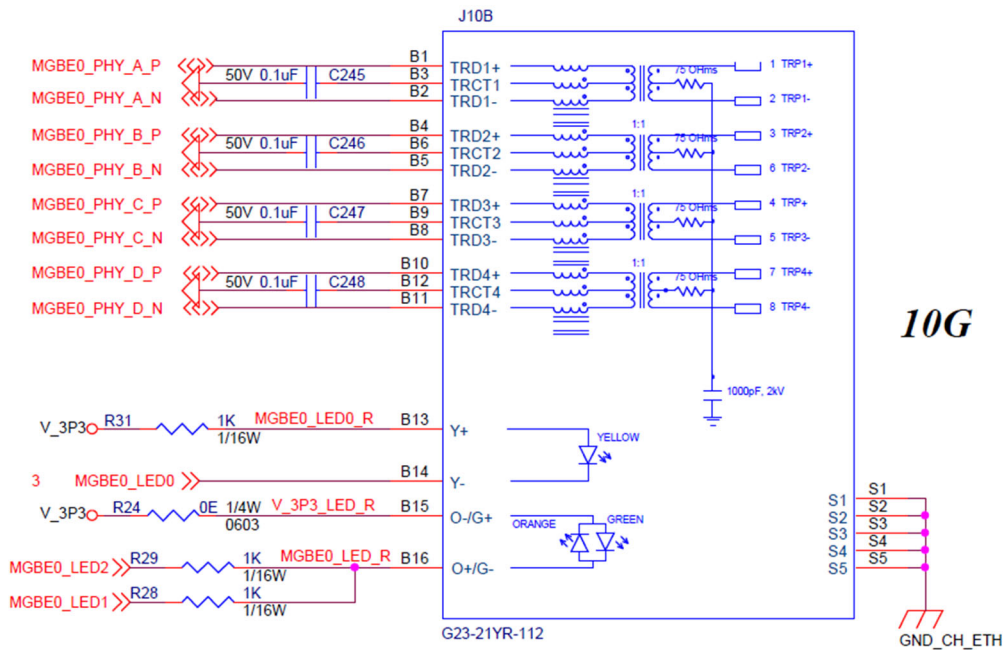 J10B
MGBE0_PHY_A_P B1 TRD1+ 75 OHms 1 TRP1+
50V 0.1uF C245 B3 TRCT1
MGBE0_PHY_A_N B2 TRD1- 2 TRP1-
MGBE0_PHY_B_P B4 TRD2+ 1:1 75 OHms 3 TRP2+
50V 0.1uF C246 B6 TRCT2
MGBE0_PHY_B_N B5 TRD2- 6 TRP2-
MGBE0_PHY_C_P B7 TRD3+ 1:1 75 OHms 4 TRP+
50V 0.1uF C247 B9 TRCT3
MGBE0_PHY_C_N B8 TRD3- 5 TRP3-
MGBE0_PHY_D_P B10 TRD4+ 1:1 75 OHms 7 TRP4+
50V 0.1uF C248 B12 TRCT4
MGBE0_PHY_D_N B11 TRD4- 8 TRP4-
10G
1000pF, 2kV
V_3P3 R31 1K MGBE0_LED0_R B13 Y+
1/16W
YELLOW
3 MGBE0_LED0 B14 Y-
V_3P3 R24 0E 1/4W V_3P3_LED_R B15 O-/G+
0603
ORANGE GREEN
MGBE0_LED2 R29 1K MGBE0_LED_R B16 O+/G-
1/16W
MGBE0_LED1 R28 1K
1/16W
S1 S1
S2 S2
S3 S3
S4 S4
S5 S5
G23-21YR-112
GND_CH_ETH